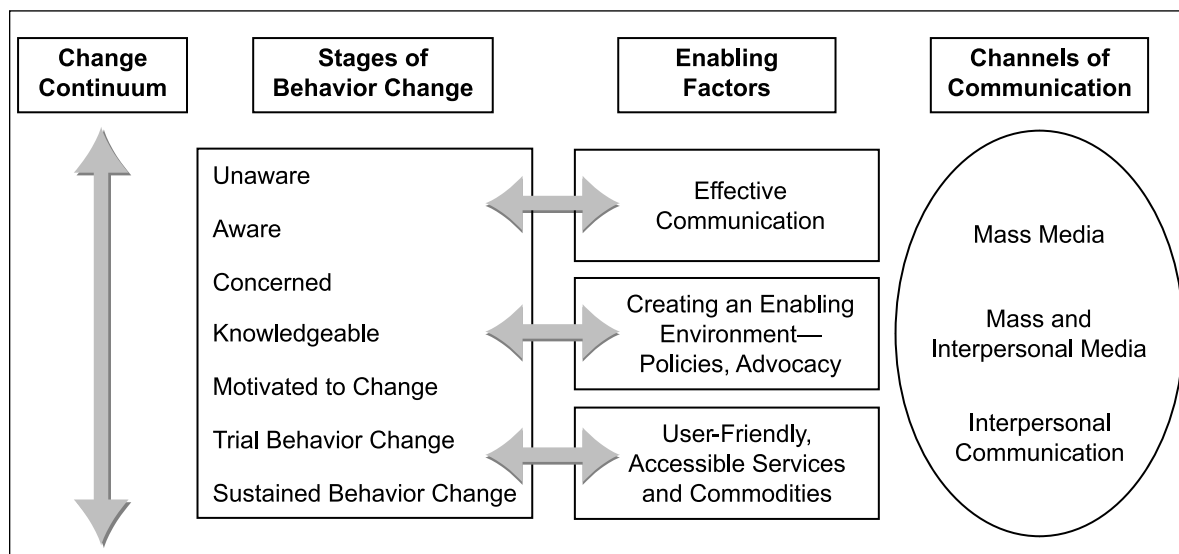 Change
Continuum
Stages of
Behavior Change
Enabling
Factors
Channels of
Communication
Unaware
Aware
Concerned
Knowledgeable
Motivated to Change
Trial Behavior Change
Sustained Behavior Change
Effective
Communication
Creating an Enabling
Environment—
Policies, Advocacy
User-Friendly,
Accessible Services
and Commodities
Mass Media
Mass and
Interpersonal Media
Interpersonal
Communication